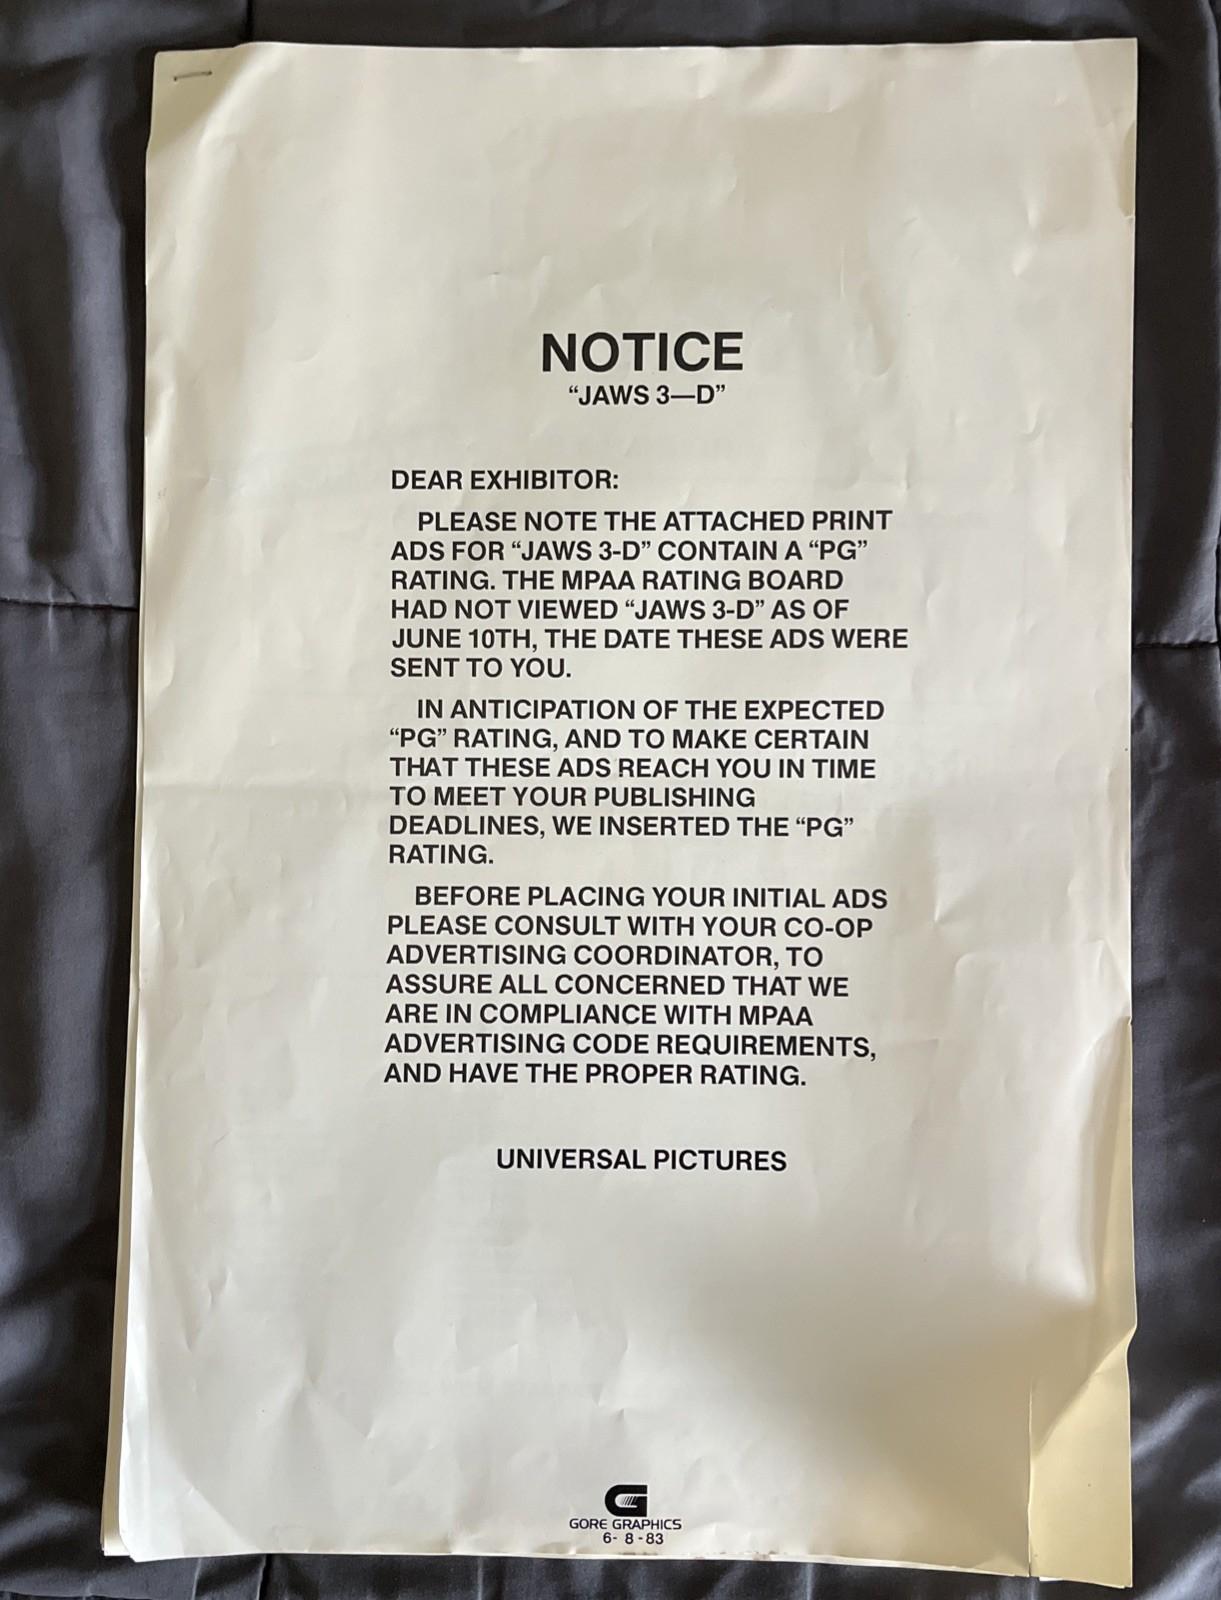 NOTICE
“JAWS 3—D”
DEAR EXHIBITOR:
PLEASE NOTE THE ATTACHED PRINT
ADS FOR “JAWS 3-D” CONTAIN A “PG”
RATING. THE MPAA RATING BOARD
HAD NOT VIEWED “JAWS 3-D” AS OF
JUNE 10TH, THE DATE THESE ADS WERE
SENT TO YOU.
IN ANTICIPATION OF THE EXPECTED
“PG” RATING, AND TO MAKE CERTAIN
THAT THESE ADS REACH YOU IN TIME
TO MEET YOUR PUBLISHING
DEADLINES, WE INSERTED THE “PG”
RATING.
BEFORE PLACING YOUR INITIAL ADS
PLEASE CONSULT WITH YOUR CO-OP
ADVERTISING COORDINATOR, TO
ASSURE ALL CONCERNED THAT WE
ARE IN COMPLIANCE WITH MPAA
ADVERTISING CODE REQUIREMENTS,
AND HAVE THE PROPER RATING.
UNIVERSAL PICTURES
G
GORE GRAPHICS
6- 8 -83